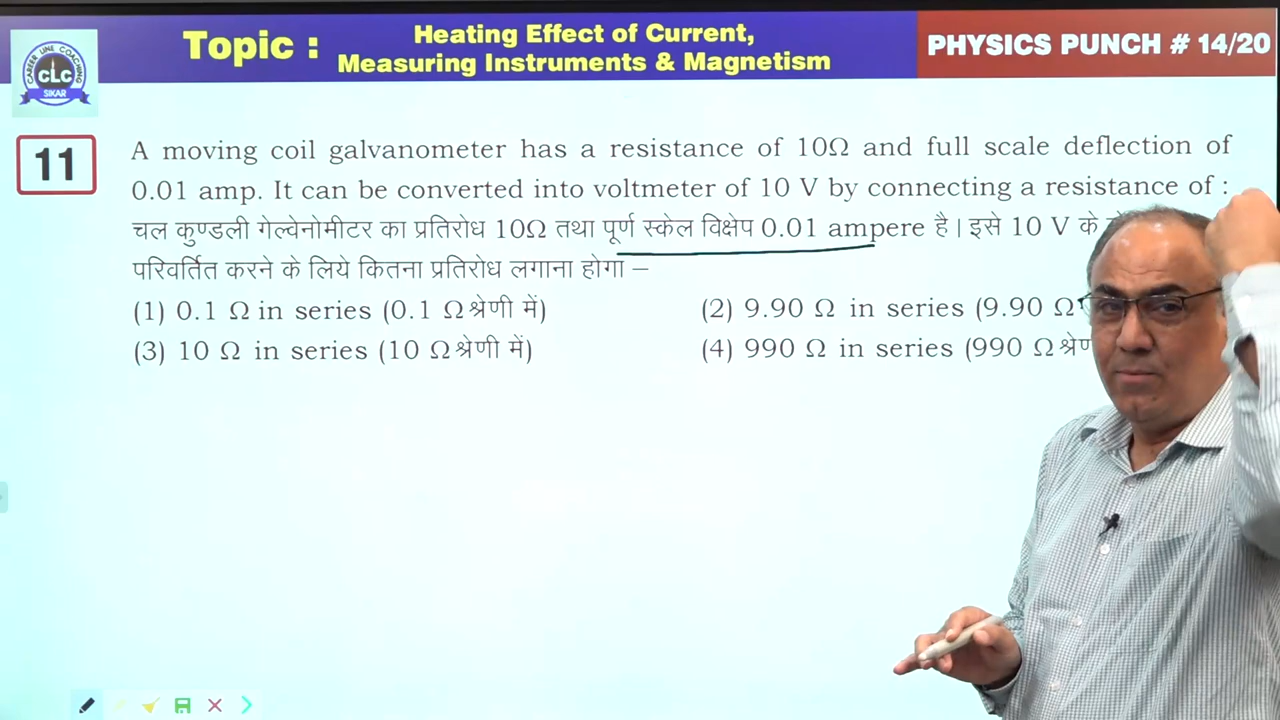 Topic :
Heating Effect of Current,
Measuring Instruments & Magnetism
PHYSICS PUNCH # 14/20
CAREER LINE COACHING
CLC
SIKAR
11
A moving coil galvanometer has a resistance of 10Ω and full scale deflection of
0.01 amp. It can be converted into voltmeter of 10 V by connecting a resistance of :
चल कुण्डली गेल्वेनोमीटर का प्रतिरोध 10Ω तथा पूर्ण स्केल विक्षेप 0.01 ampere है। इसे 10 V के
परिवर्तित करने के लिये कितना प्रतिरोध लगाना होगा –
(1) 0.1 Ω in series (0.1 Ω श्रेणी में)
(2) 9.90 Ω in series (9.90 Ω
(3) 10 Ω in series (10 Ω श्रेणी में)
(4) 990 Ω in series (990 Ω